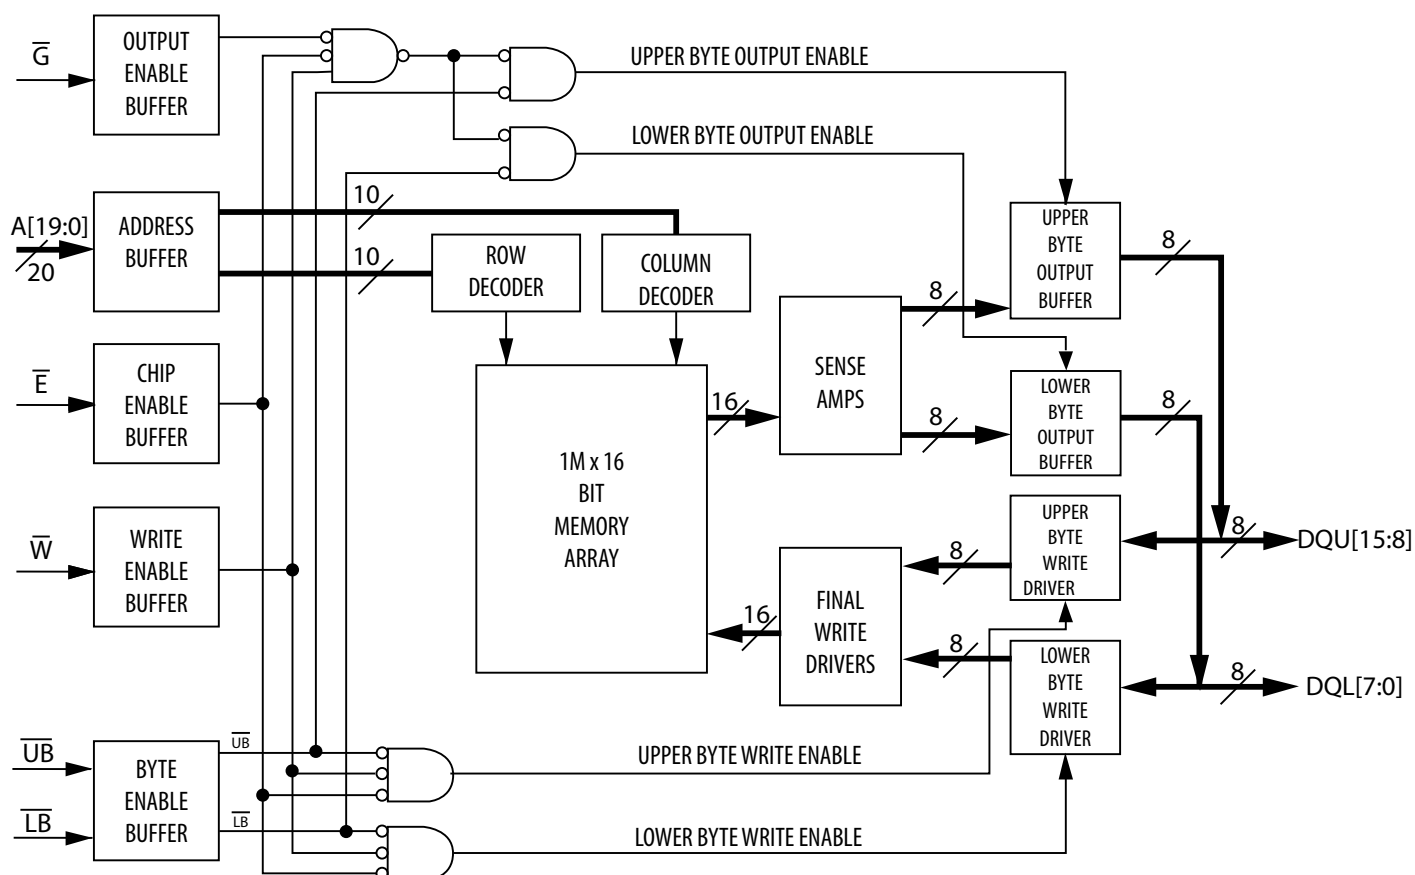 G̅
OUTPUT
ENABLE
BUFFER
UPPER BYTE OUTPUT ENABLE
LOWER BYTE OUTPUT ENABLE
A[19:0]
20
ADDRESS
BUFFER
10
10
ROW
DECODER
COLUMN
DECODER
UPPER
BYTE
OUTPUT
BUFFER
8
8
E̅
CHIP
ENABLE
BUFFER
SENSE
AMPS
16
8
LOWER
BYTE
OUTPUT
BUFFER
8
1M x 16
BIT
MEMORY
ARRAY
W̅
WRITE
ENABLE
BUFFER
UPPER
BYTE
WRITE
DRIVER
8
8
DQU[15:8]
FINAL
WRITE
DRIVERS
16
8
LOWER
BYTE
WRITE
DRIVER
8
DQL[7:0]
U̅B̅
L̅B̅
BYTE
ENABLE
BUFFER
U̅B̅
L̅B̅
UPPER BYTE WRITE ENABLE
LOWER BYTE WRITE ENABLE